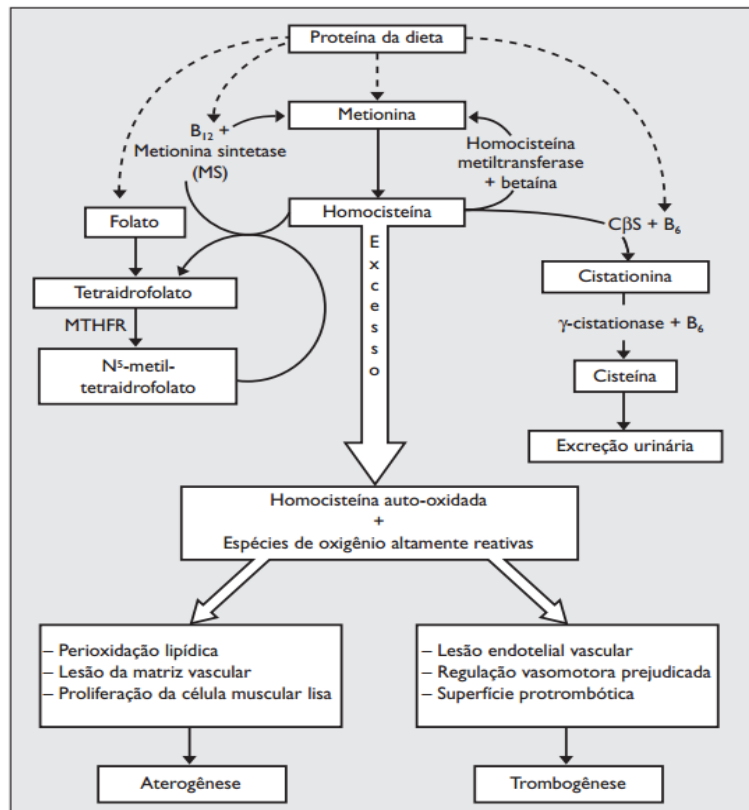 Proteína da dieta
B₁₂ +
Metionina sintetase
(MS)
Metionina
Homocisteína
metiltransferase
+ betaína
Folato
Homocisteína
CβS + B₆
Tetraidrofolato
Cistationina
MTHFR
γ-cistationase + B₆
N⁵-metil-
tetraidrofolato
Cisteína
Excreção urinária
E
x
c
e
s
s
o
Homocisteína auto-oxidada
+
Espécies de oxigênio altamente reativas
– Perioxidação lipídica
– Lesão da matriz vascular
– Proliferação da célula muscular lisa
– Lesão endotelial vascular
– Regulação vasomotora prejudicada
– Superfície protrombótica
Aterogênese
Trombogênese